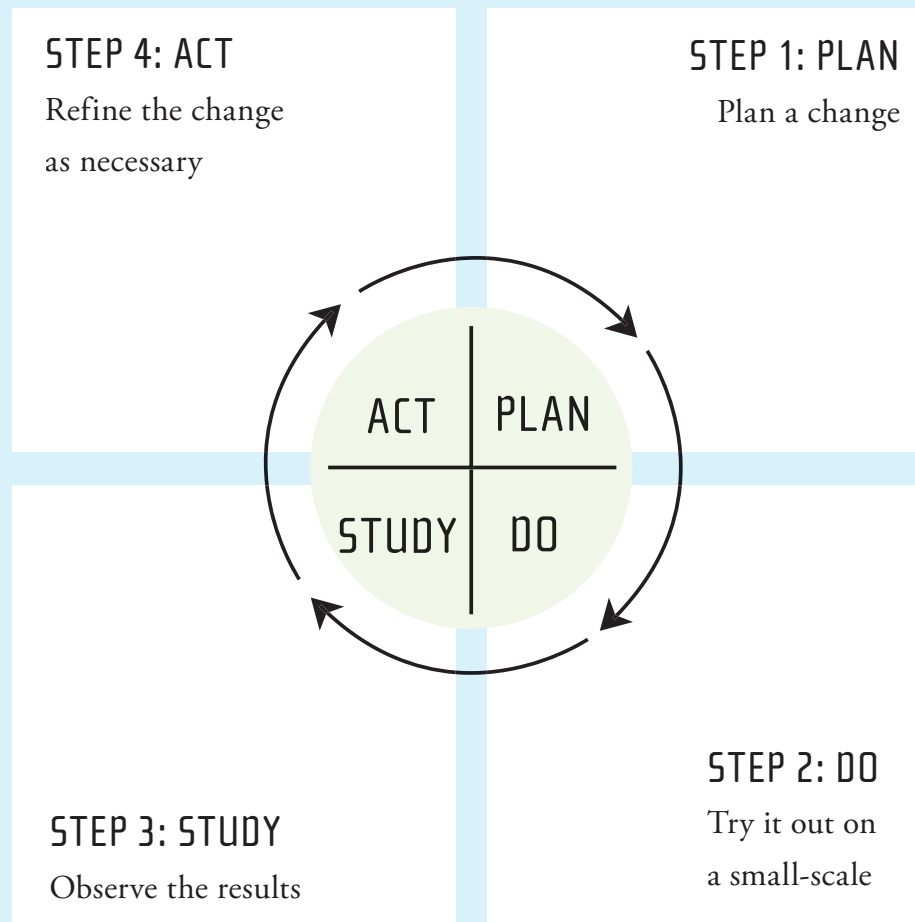 STEP 4: ACT
Refine the change
as necessary
STEP 1: PLAN
Plan a change
ACT
PLAN
STUDY
DO
STEP 3: STUDY
Observe the results
STEP 2: DO
Try it out on
a small-scale